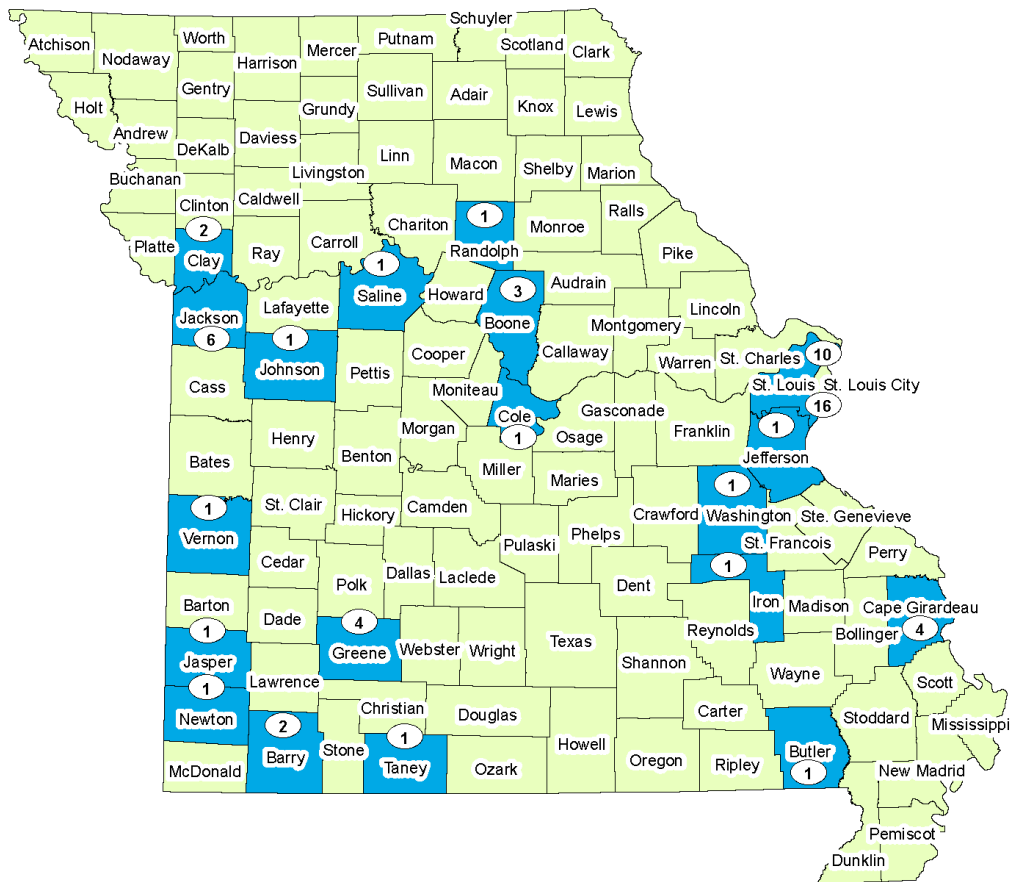 Schuyler
Atchison
Nodaway
Worth
Harrison
Mercer
Putnam
Scotland
Clark
Holt
Gentry
Grundy
Sullivan
Adair
Knox
Lewis
Andrew
DeKalb
Daviess
Livingston
Linn
Macon
Shelby
Marion
Buchanan
Clinton
Caldwell
Chariton
1
Randolph
Monroe
Ralls
Platte
2
Clay
Ray
Carroll
1
Saline
Howard
3
Boone
Audrain
Pike
Jackson
6
Lafayette
1
Johnson
Pettis
Cooper
Moniteau
Callaway
Montgomery
Lincoln
Warren
St. Charles
10
St. Louis
St. Louis City
16
Cass
Henry
Benton
Morgan
Cole
1
Osage
Gasconade
Franklin
1
Jefferson
Bates
St. Clair
Hickory
Camden
Miller
Maries
1
Vernon
Cedar
Polk
Dallas
Laclede
Pulaski
Phelps
Crawford
1
Washington
Ste. Genevieve
St. Francois
Perry
Barton
Dade
4
Greene
Webster
Wright
Texas
Dent
1
Iron
Madison
Cape Girardeau
4
Bollinger
Reynolds
1
Jasper
Lawrence
Shannon
Wayne
Scott
1
Newton
2
Barry
Stone
Christian
1
Taney
Douglas
Ozark
Howell
Oregon
Carter
Ripley
Butler
1
Stoddard
Mississippi
McDonald
New Madrid
Pemiscot
Dunklin